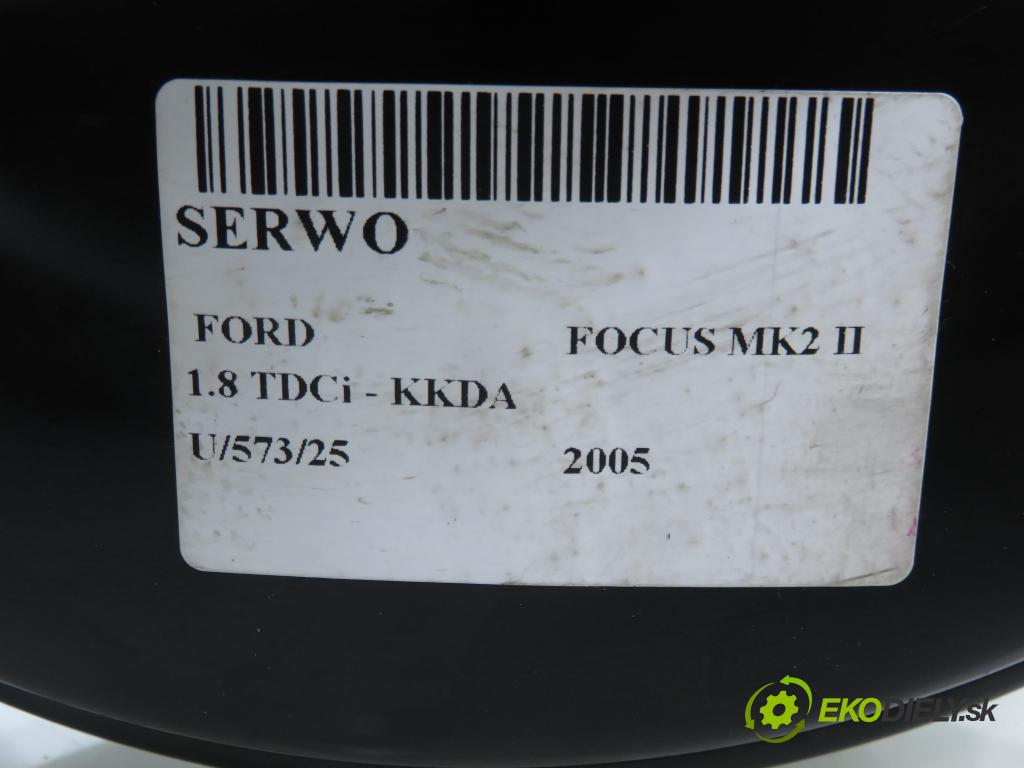 SERWO
FORD FOCUS MK2 II
1.8 TDCi - KKDA
U/573/25 2005
EKODIELY.sk